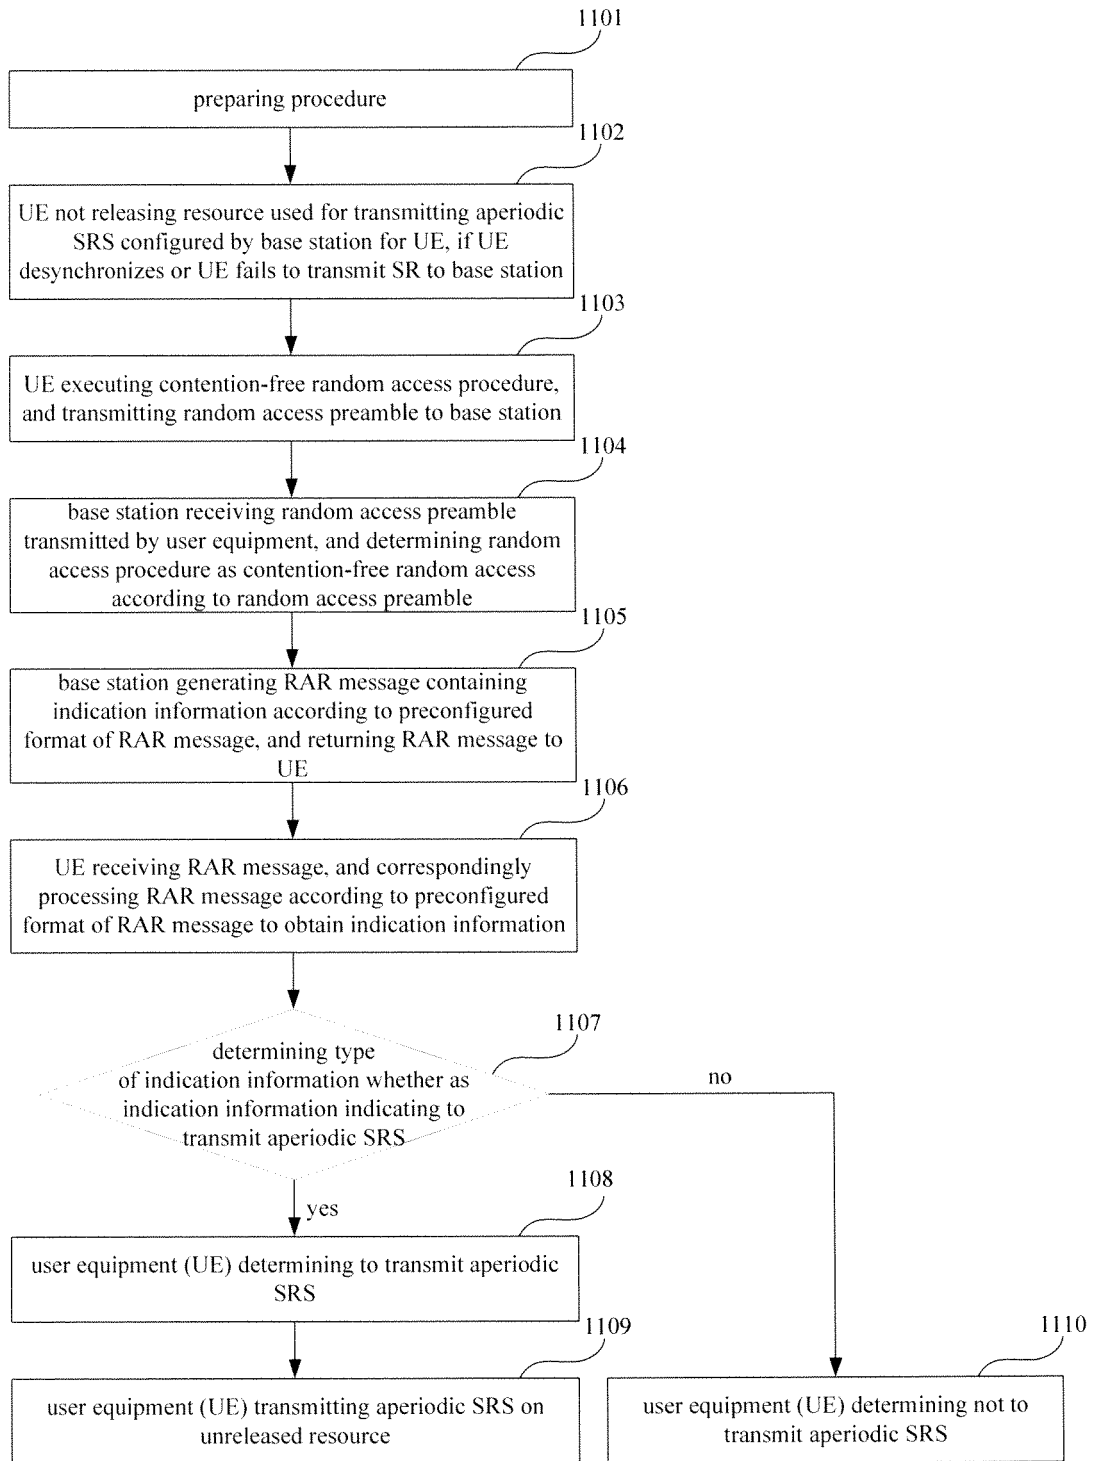 1101
preparing procedure
1102
UE not releasing resource used for transmitting aperiodic
SRS configured by base station for UE, if UE
desynchronizes or UE fails to transmit SR to base station
1103
UE executing contention-free random access procedure,
and transmitting random access preamble to base station
1104
base station receiving random access preamble
transmitted by user equipment, and determining random
access procedure as contention-free random access
according to random access preamble
1105
base station generating RAR message containing
indication information according to preconfigured
format of RAR message, and returning RAR message to
UE
1106
UE receiving RAR message, and correspondingly
processing RAR message according to preconfigured
format of RAR message to obtain indication information
1107
determining type
of indication information whether as
indication information indicating to
transmit aperiodic SRS
no
yes
1108
user equipment (UE) determining to transmit aperiodic
SRS
1109
user equipment (UE) transmitting aperiodic SRS on
unreleased resource
1110
user equipment (UE) determining not to
transmit aperiodic SRS